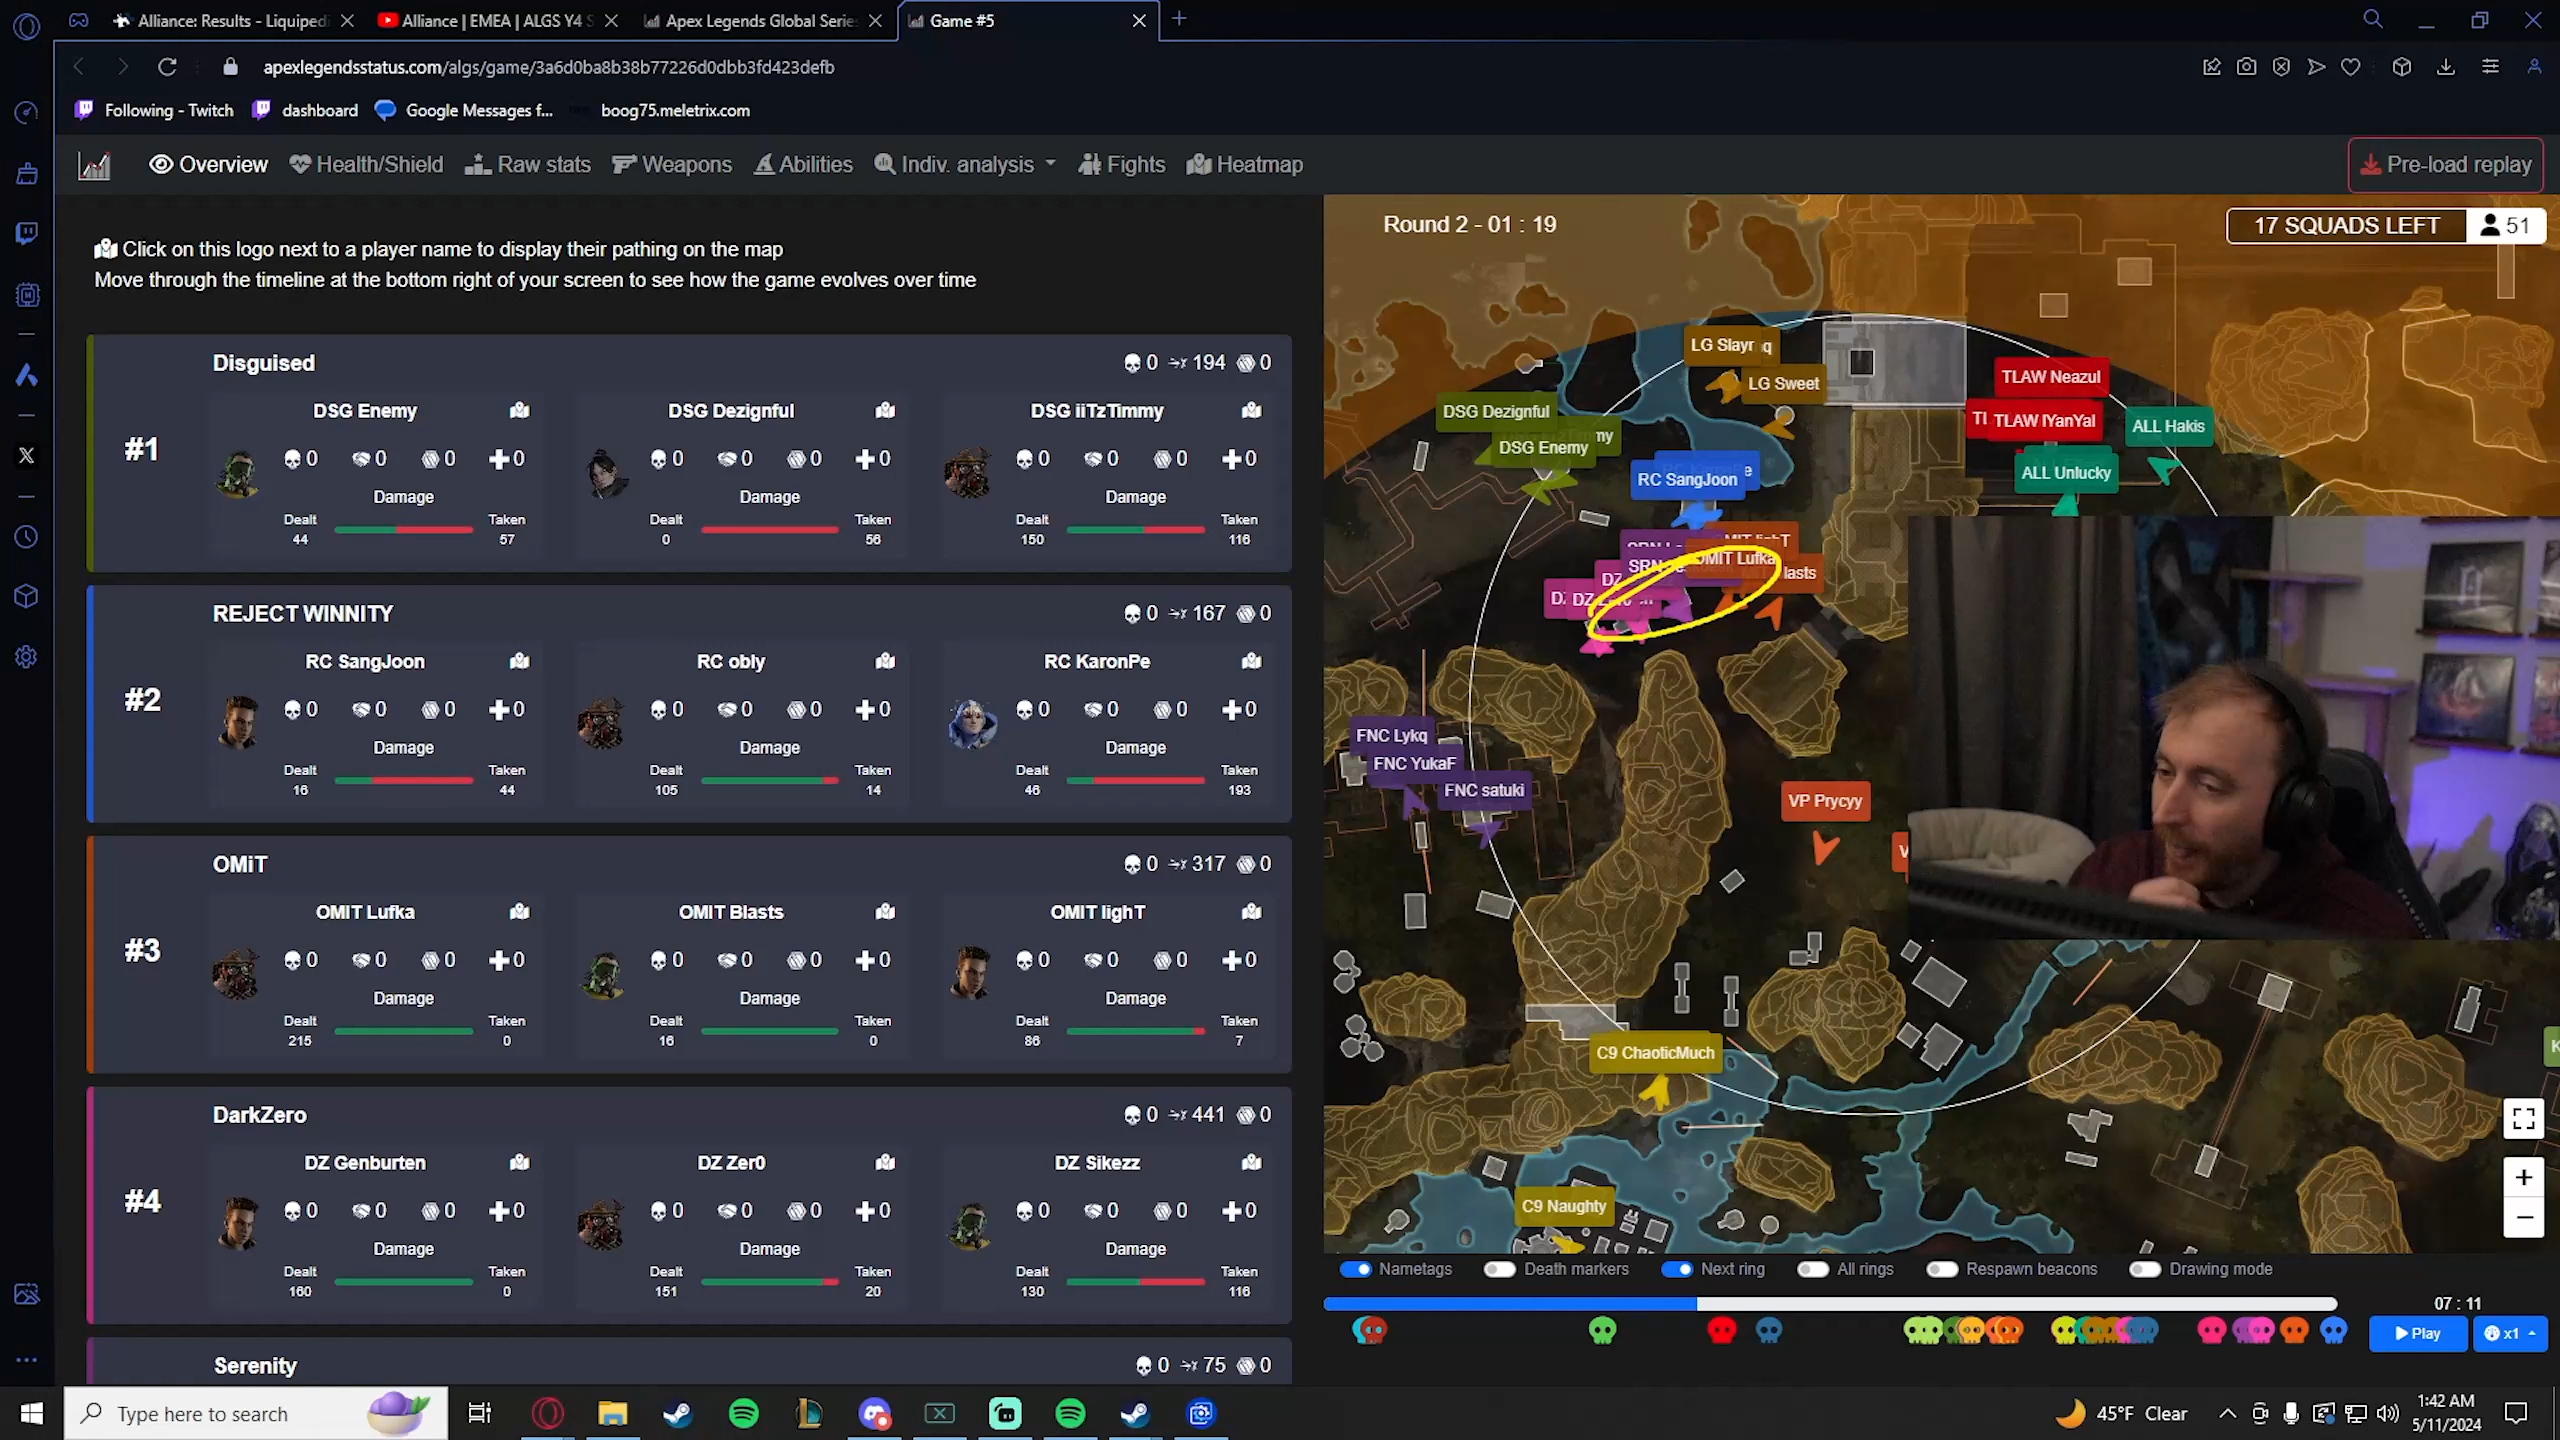 Alliance: Results - Liquiped
Alliance | EMEA | ALGS Y4 S
Apex Legends Global Serie
Game #5
apexlegendsstatus.com/algs/game/3a6d0ba8b38b77226d0dbb3fd423defb
Following - Twitch
dashboard
Google Messages f...
boog75.meletrix.com
Overview
Health/Shield
Raw stats
Weapons
Abilities
Indiv. analysis
Fights
Heatmap
Pre-load replay
Click on this logo next to a player name to display their pathing on the map
Move through the timeline at the bottom right of your screen to see how the game evolves over time
#1
Disguised
0 194 0
DSG Enemy
0 0 0 0
Damage
Dealt Taken
44 57
DSG Dezignful
0 0 0 0
Damage
Dealt Taken
0 56
DSG iiTzTimmy
0 0 0 0
Damage
Dealt Taken
150 116
#2
REJECT WINNITY
0 167 0
RC SangJoon
0 0 0 0
Damage
Dealt Taken
16 44
RC obly
0 0 0 0
Damage
Dealt Taken
105 14
RC KaronPe
0 0 0 0
Damage
Dealt Taken
46 193
#3
OMiT
0 317 0
OMIT Lufka
0 0 0 0
Damage
Dealt Taken
215 0
OMIT Blasts
0 0 0 0
Damage
Dealt Taken
16 0
OMIT lighT
0 0 0 0
Damage
Dealt Taken
86 7
#4
DarkZero
0 441 0
DZ Genburten
0 0 0 0
Damage
Dealt Taken
160 0
DZ Zer0
0 0 0 0
Damage
Dealt Taken
151 20
DZ Sikezz
0 0 0 0
Damage
Dealt Taken
130 116
Serenity
0 75 0
Round 2 - 01 : 19
17 SQUADS LEFT 51
LG Slayr
LG Sweet
TLAW Neazul
TLAW IYanYal
ALL Hakis
ALL Unlucky
DSG Dezignful
DSG Enemy
RC SangJoon
OMIT Lufka
lasts
SRN
DZ
FNC Lykq
FNC YukaF
FNC satuki
VP Prycyy
C9 ChaoticMuch
C9 Naughty
Nametags
Death markers
Next ring
All rings
Respawn beacons
Drawing mode
07 : 11
Play
x1
Type here to search
45°F Clear
1:42 AM
5/11/2024